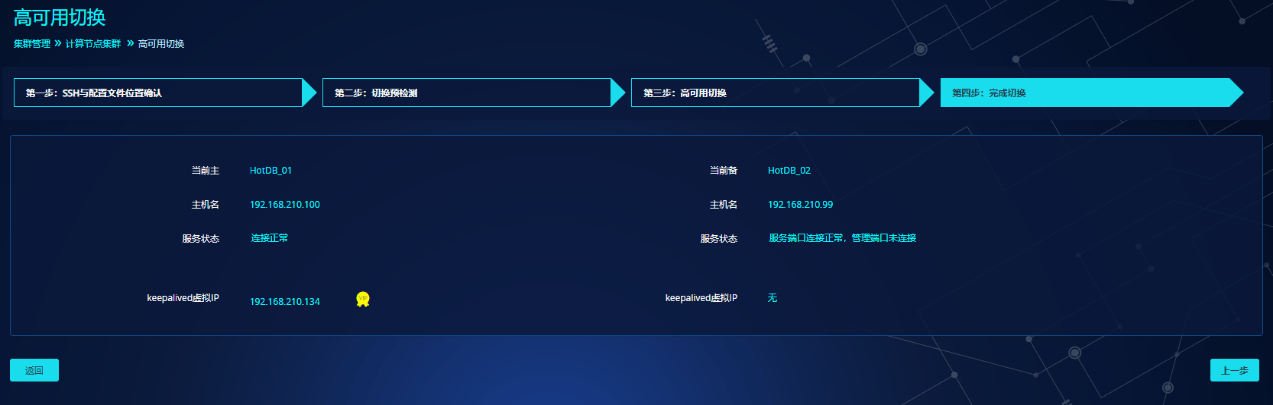 高可用切换
集群管理 » 计算节点集群 » 高可用切换
第一步：SSH与配置文件位置确认 第二步：切换预检测 第三步：高可用切换 第四步：完成切换
当前主 HotDB_01 当前备 HotDB_02
主机名 192.168.210.100 主机名 192.168.210.99
服务状态 连接正常 服务状态 服务端口连接正常，管理端口未连接
keepalived虚拟IP 192.168.210.134 keepalived虚拟IP 无
返回 上一步